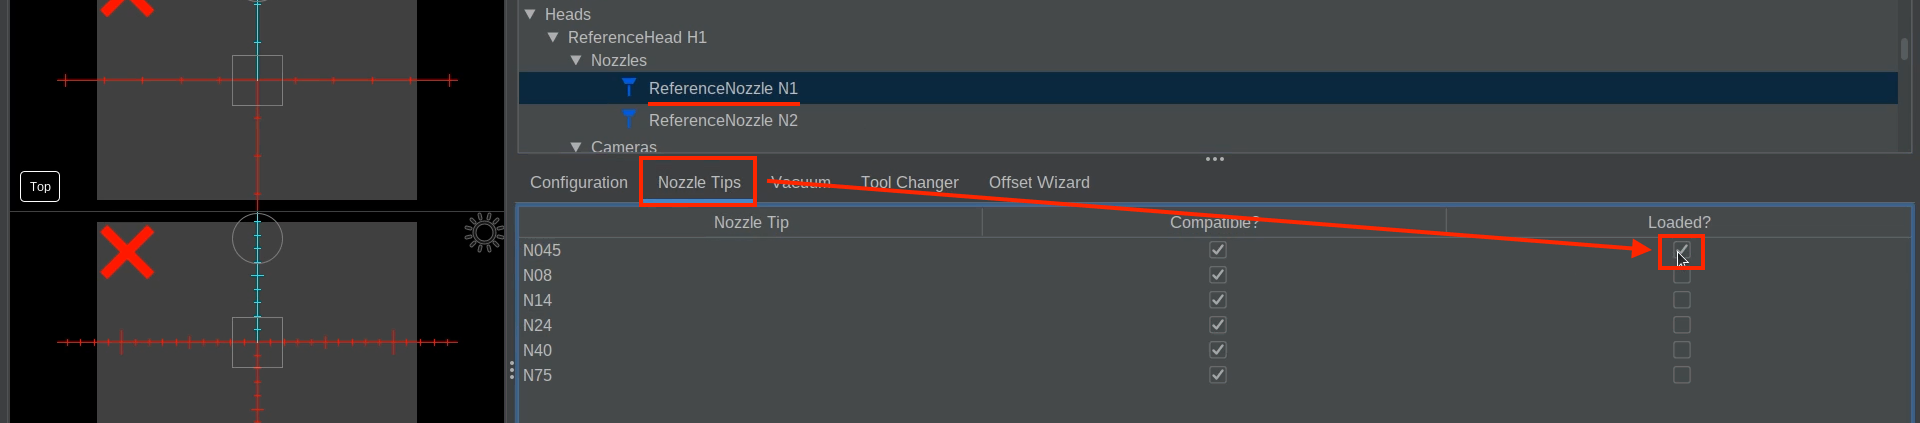 Heads
ReferenceHead H1
Nozzles
ReferenceNozzle N1
ReferenceNozzle N2
Cameras
Top
Configuration Nozzle Tips Vacuum Tool Changer Offset Wizard
Nozzle Tip Compatible? Loaded?
N045
N08
N14
N24
N40
N75